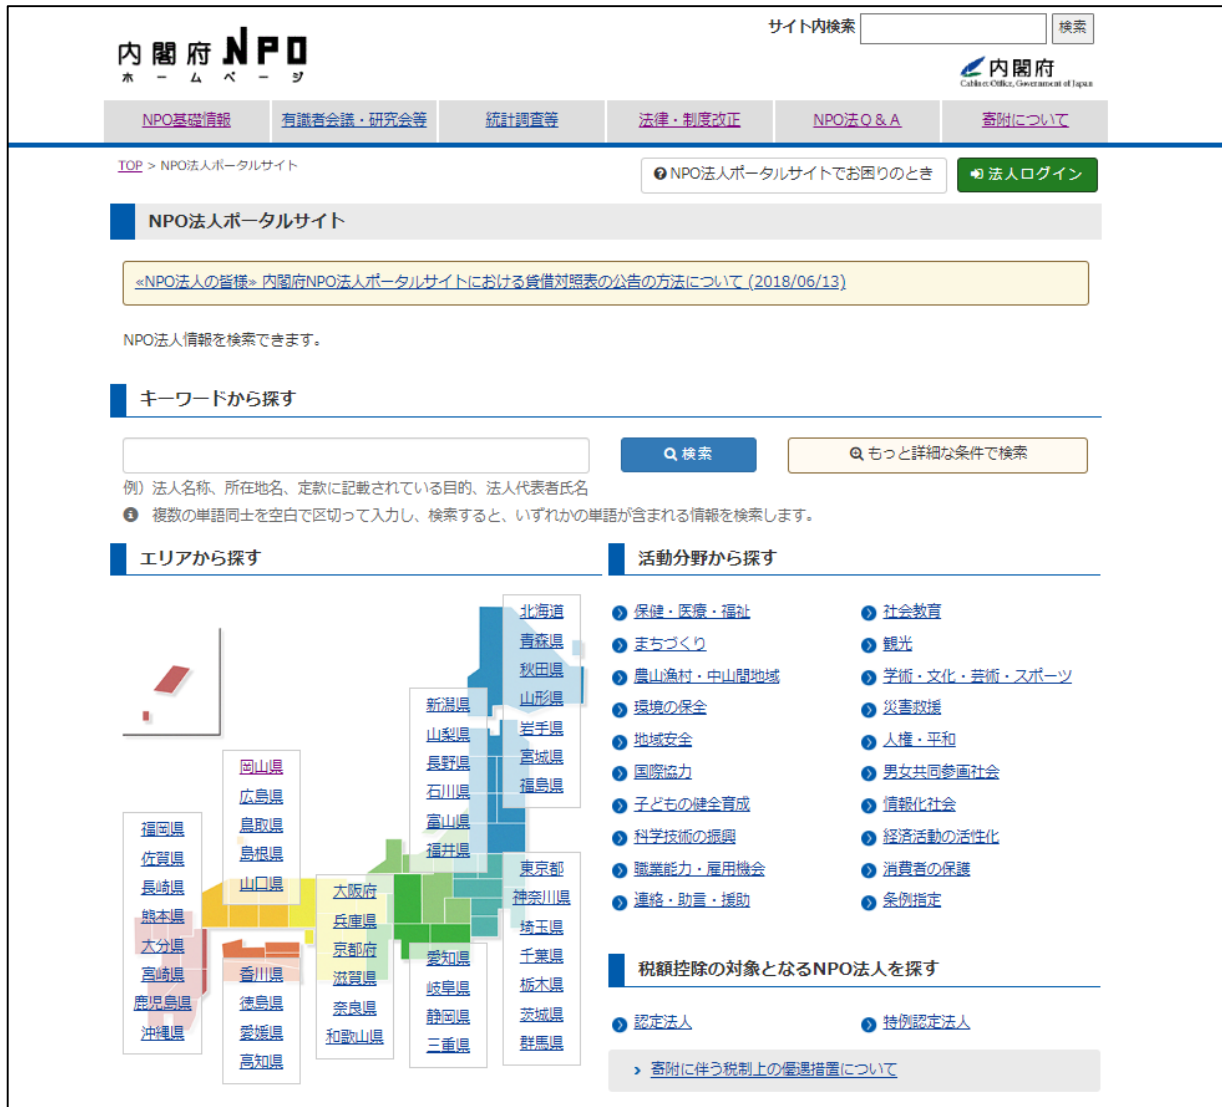 サイト内検索 検索
内閣府NPO
ホームページ
内閣府
Cabinet Office, Government of Japan
NPO基礎情報 有識者会議・研究会等 統計調査等 法律・制度改正 NPO法Q＆A 寄附について
TOP > NPO法人ポータルサイト
NPO法人ポータルサイトでお困りのとき 法人ログイン
NPO法人ポータルサイト
«NPO法人の皆様» 内閣府NPO法人ポータルサイトにおける貸借対照表の公告の方法について (2018/06/13)
NPO法人情報を検索できます。
キーワードから探す
検索 もっと詳細な条件で検索
例）法人名称、所在地名、定款に記載されている目的、法人代表者氏名
複数の単語同士を空白で区切って入力し、検索すると、いずれかの単語が含まれる情報を検索します。
エリアから探す
北海道
青森県
秋田県
山形県
岩手県
宮城県
福島県
新潟県
山梨県
長野県
石川県
富山県
福井県
岡山県
広島県
鳥取県
島根県
山口県
福岡県
佐賀県
長崎県
熊本県
大分県
宮崎県
鹿児島県
沖縄県
香川県
徳島県
愛媛県
高知県
大阪府
兵庫県
京都府
滋賀県
奈良県
和歌山県
愛知県
岐阜県
静岡県
三重県
東京都
神奈川県
埼玉県
千葉県
栃木県
茨城県
群馬県
活動分野から探す
保健・医療・福祉 社会教育
まちづくり 観光
農山漁村・中山間地域 学術・文化・芸術・スポーツ
環境の保全 災害救援
地域安全 人権・平和
国際協力 男女共同参画社会
子どもの健全育成 情報化社会
科学技術の振興 経済活動の活性化
職業能力・雇用機会 消費者の保護
連絡・助言・援助 条例指定
税額控除の対象となるNPO法人を探す
認定法人 特例認定法人
寄附に伴う税制上の優遇措置について